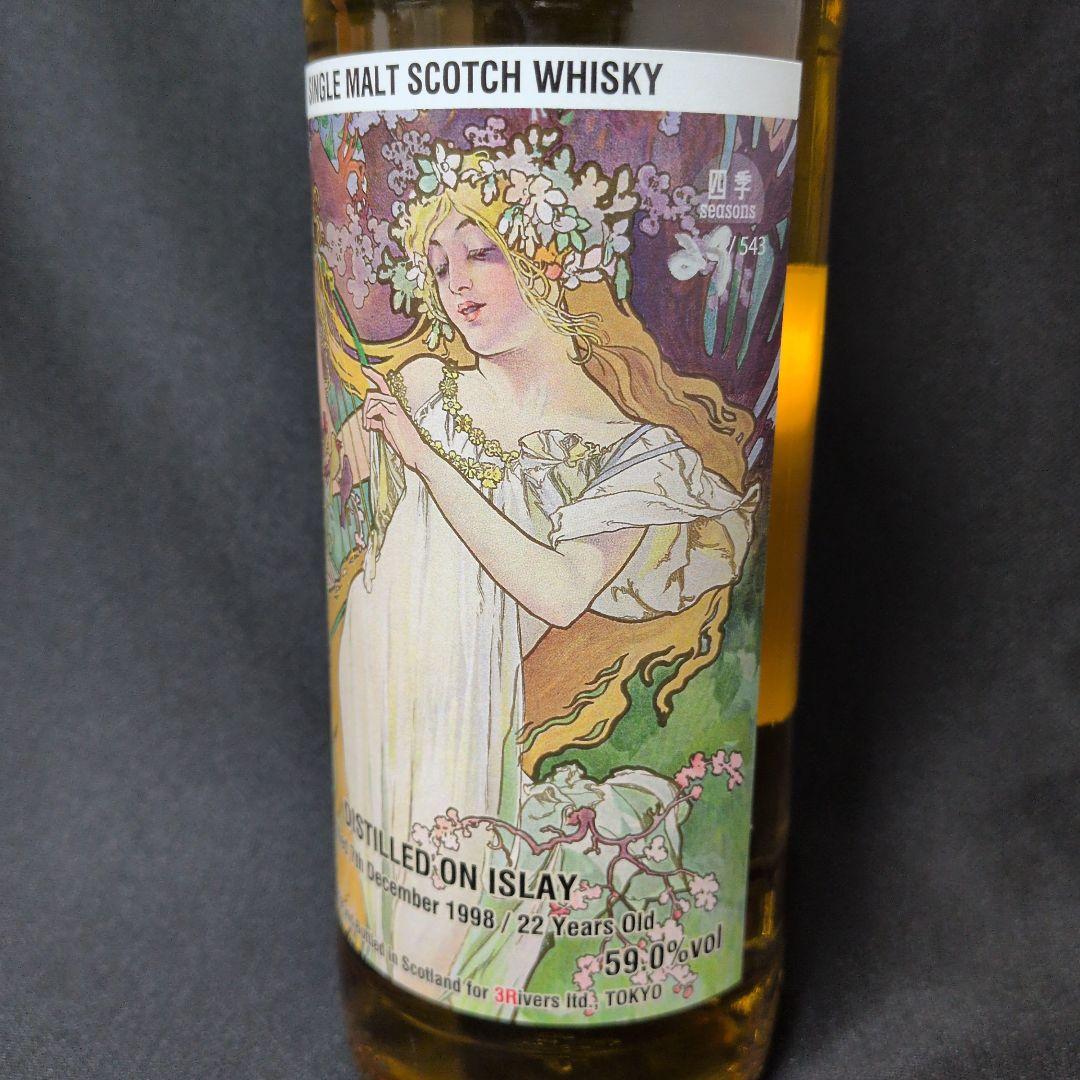 SINGLE MALT SCOTCH WHISKY
四季
seasons
/ 543
DISTILLED ON ISLAY
7th December 1998 / 22 Years Old
in Scotland for 3Rivers ltd., TOKYO
59.0%vol